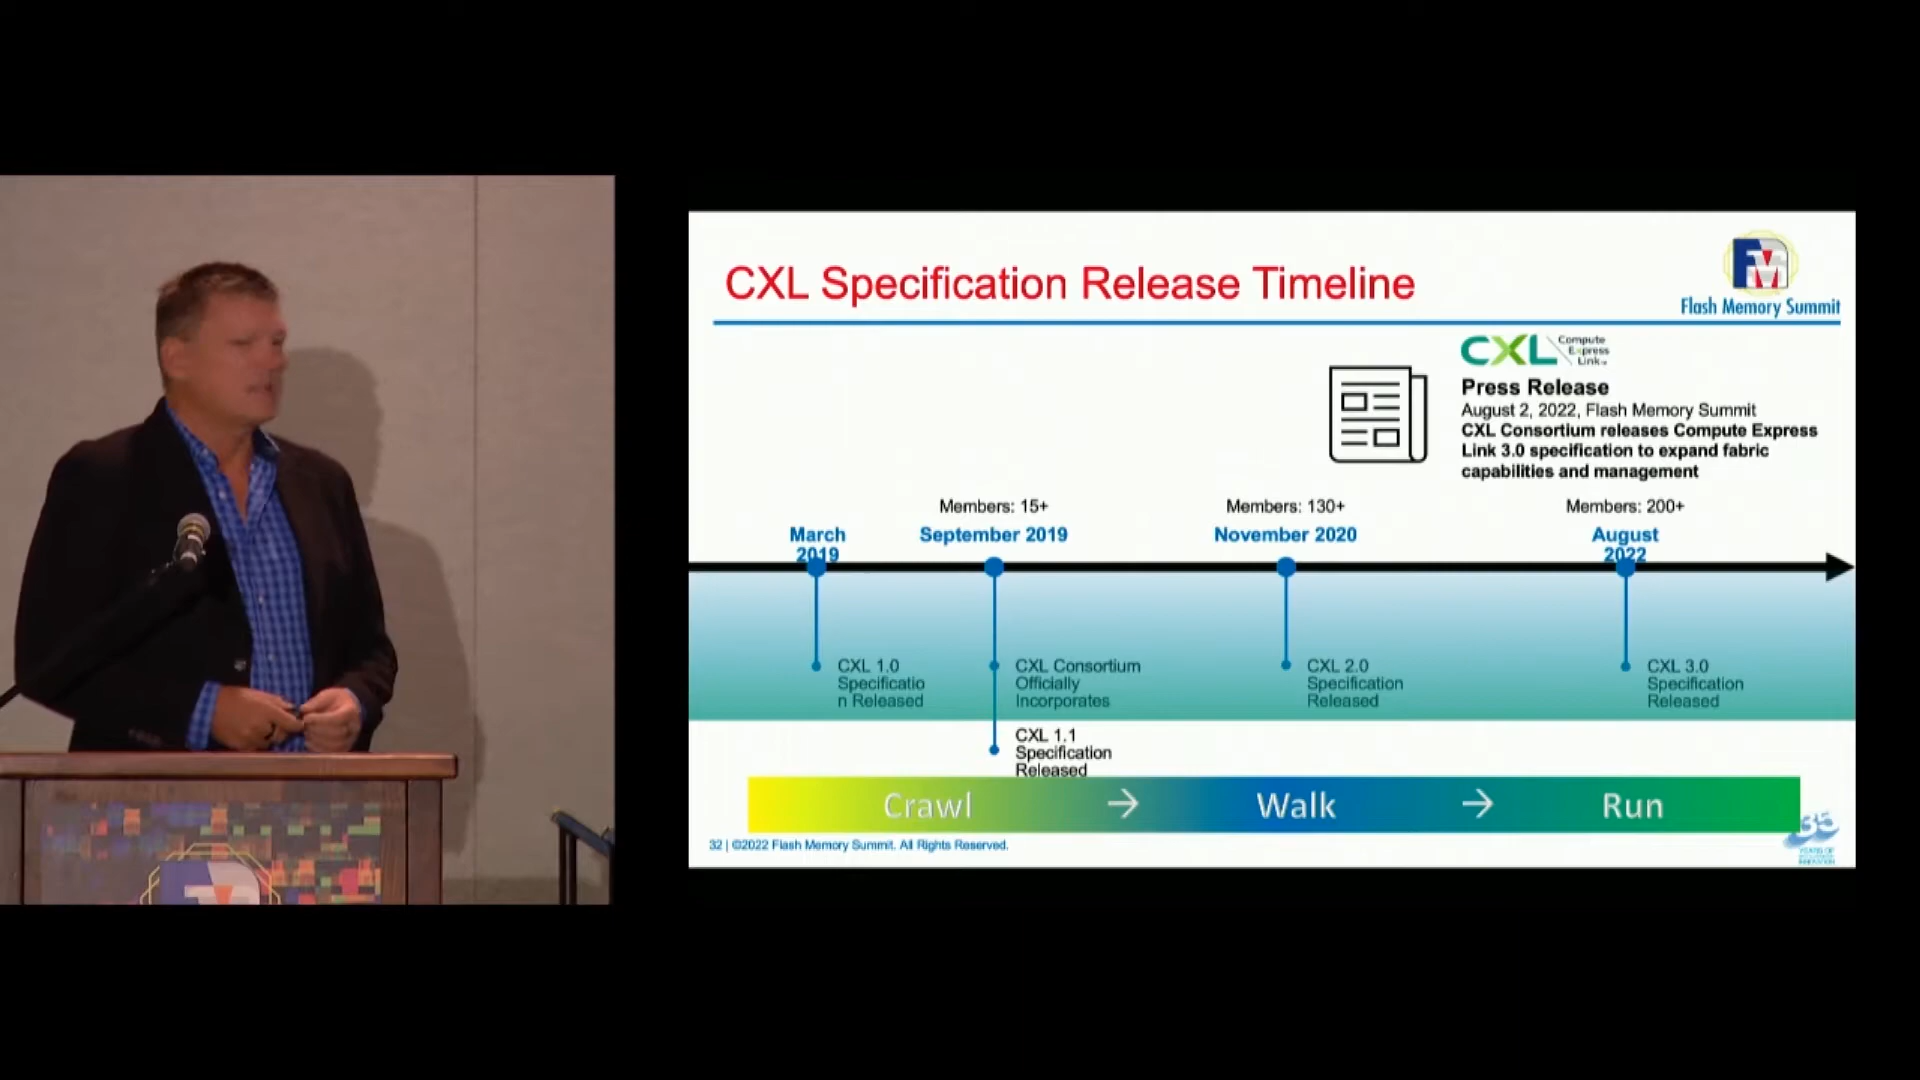 CXL Specification Release Timeline
Flash Memory Summit
CXL Compute
Express
Link
Press Release
August 2, 2022, Flash Memory Summit
CXL Consortium releases Compute Express
Link 3.0 specification to expand fabric
capabilities and management
Members: 15+
Members: 130+
Members: 200+
March
2019
September 2019
November 2020
August
2022
CXL 1.0
Specificatio
n Released
CXL Consortium
Officially
Incorporates
CXL 1.1
Specification
Released
CXL 2.0
Specification
Released
CXL 3.0
Specification
Released
Crawl → Walk → Run
32 | ©2022 Flash Memory Summit. All Rights Reserved.
35
YEARS OF